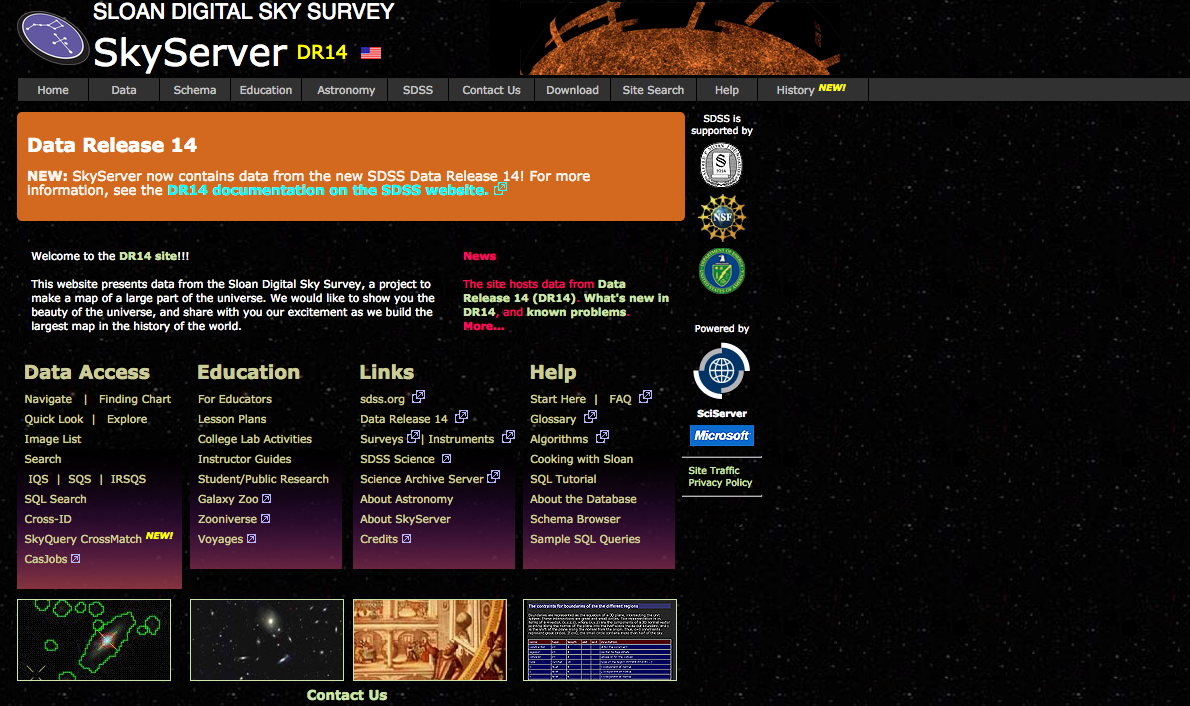 SLOAN DIGITAL SKY SURVEY
SkyServer DR14
Home Data Schema Education Astronomy SDSS Contact Us Download Site Search Help History NEW!
Data Release 14
NEW: SkyServer now contains data from the new SDSS Data Release 14! For more
information, see the DR14 documentation on the SDSS website.
SDSS is
supported by
NSF
Welcome to the DR14 site!!!
This website presents data from the Sloan Digital Sky Survey, a project to
make a map of a large part of the universe. We would like to show you the
beauty of the universe, and share with you our excitement as we build the
largest map in the history of the world.
News
The site hosts data from Data
Release 14 (DR14). What's new in
DR14, and known problems.
More...
Powered by
SciServer
Microsoft
Site Traffic
Privacy Policy
Data Access
Navigate | Finding Chart
Quick Look | Explore
Image List
Search
IQS | SQS | IRSQS
SQL Search
Cross-ID
SkyQuery CrossMatch NEW!
CasJobs
Education
For Educators
Lesson Plans
College Lab Activities
Instructor Guides
Student/Public Research
Galaxy Zoo
Zooniverse
Voyages
Links
sdss.org
Data Release 14
Surveys | Instruments
SDSS Science
Science Archive Server
About Astronomy
About SkyServer
Credits
Help
Start Here | FAQ
Glossary
Algorithms
Cooking with Sloan
SQL Tutorial
About the Database
Schema Browser
Sample SQL Queries
The contraints for boundaries of the the different regions
Contact Us